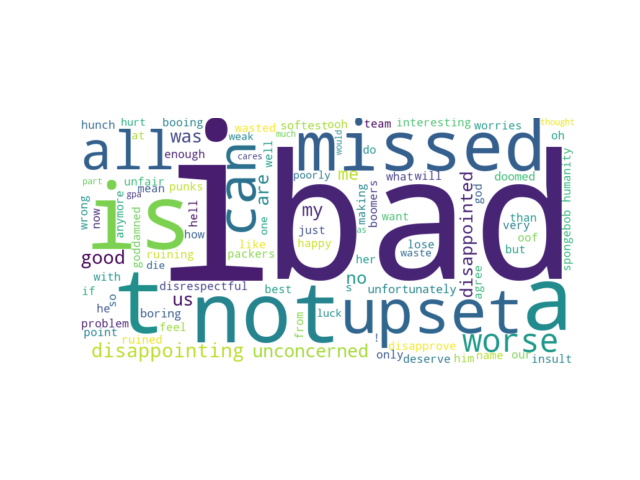 hunch
hurt
booing
wasted
softest
ooh
team
interesting
worries
thought
at
was
weak
much
would
do
oh
all
enough
cares
well
missed
i
can
me
poorly
what
will
god
doomed
humanity
part
unfair
mean
punks
are
my
boomers
disappointed
than
very
spongebob
wrong
now
gpa
anymore
is
goddamned
hell
how
one
making
want
bad
just
as
oof
but
good
ruining
like
packers
happy
her
lose
waste
agree
with
die
no
if
disrespectful
us
best
s
unfortunately
a
he
so
t
not
upset
problem
boring
from
luck
point
feel
!
worse
ruined
disapprove
disappointing
unconcerned
only
deserve
him
name
our
insult